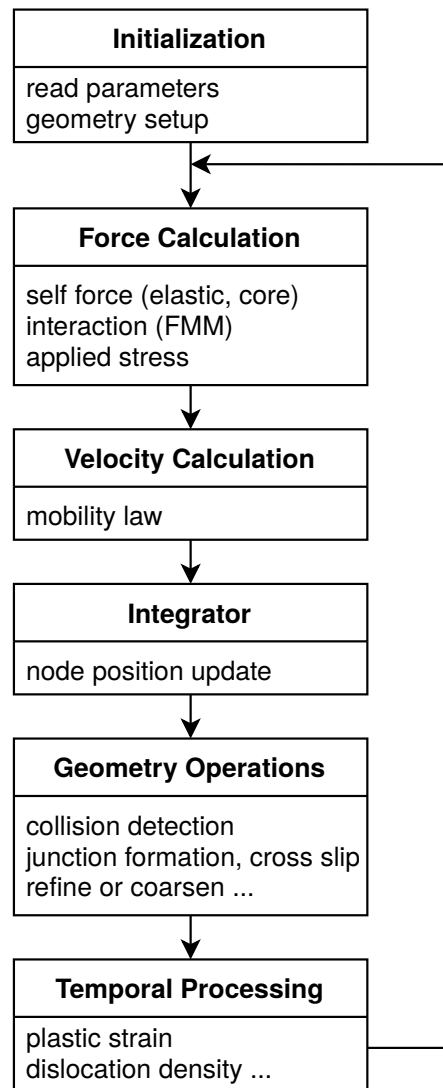 Initialization
read parameters
geometry setup
Force Calculation
self force (elastic, core)
interaction (FMM)
applied stress
Velocity Calculation
mobility law
Integrator
node position update
Geometry Operations
collision detection
junction formation, cross slip
refine or coarsen ...
Temporal Processing
plastic strain
dislocation density ...